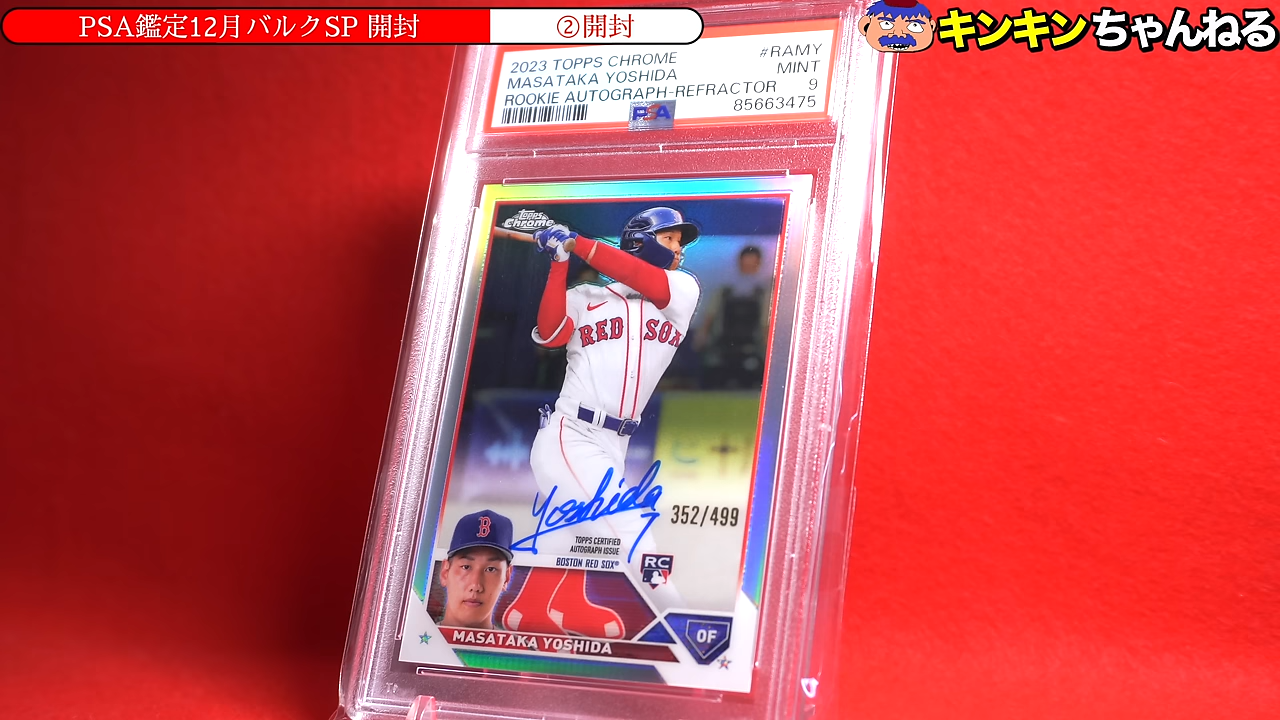 PSA鑑定12月バルクSP 開封
②開封
キンキンちゃんねる
2023 TOPPS CHROME #RAMY
MASATAKA YOSHIDA MINT
ROOKIE AUTOGRAPH-REFRACTOR 9
PSA 85663475
Topps Chrome
RED SOX
Yoshida 7
352/499
TOPPS CERTIFIED
AUTOGRAPH ISSUE
BOSTON RED SOX®
RC
B
OF
MASATAKA YOSHIDA